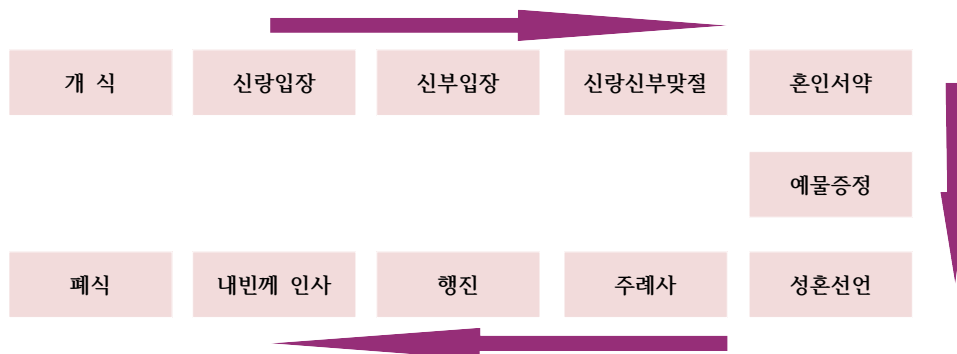 개 식
신랑입장
신부입장
신랑신부맞절
혼인서약
예물증정
성혼선언
주례사
행진
내빈께 인사
폐식